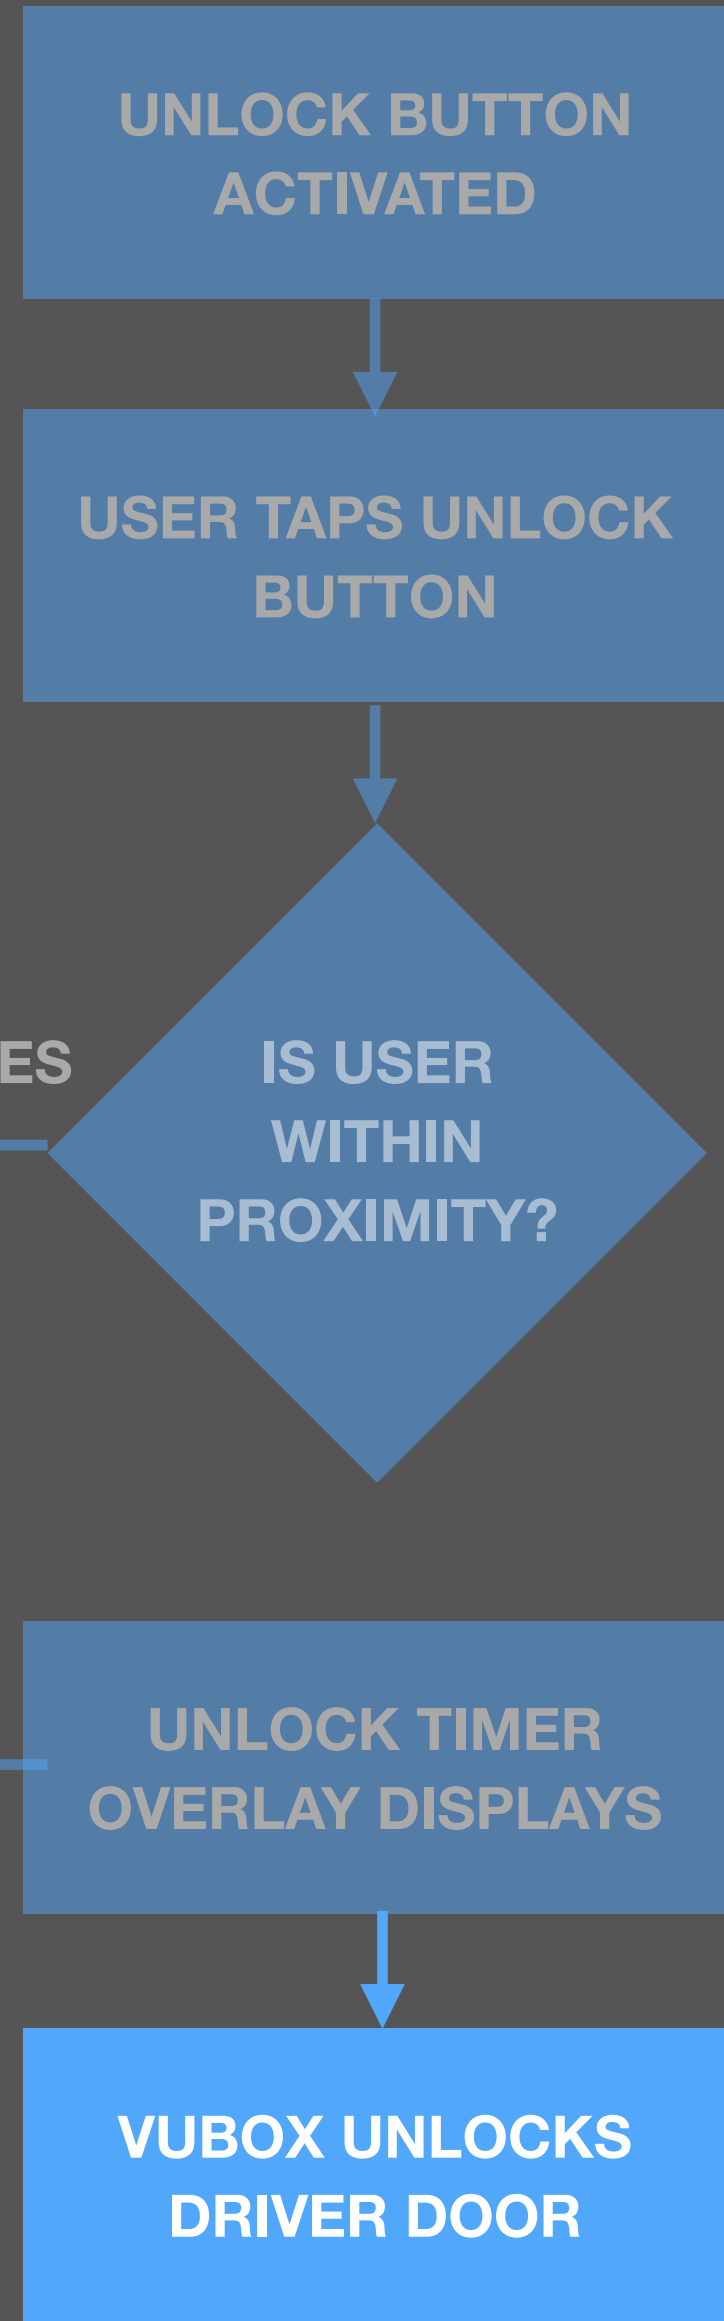 UNLOCK BUTTON
ACTIVATED
USER TAPS UNLOCK
BUTTON
ES
IS USER
WITHIN
PROXIMITY?
UNLOCK TIMER
OVERLAY DISPLAYS
VUBOX UNLOCKS
DRIVER DOOR